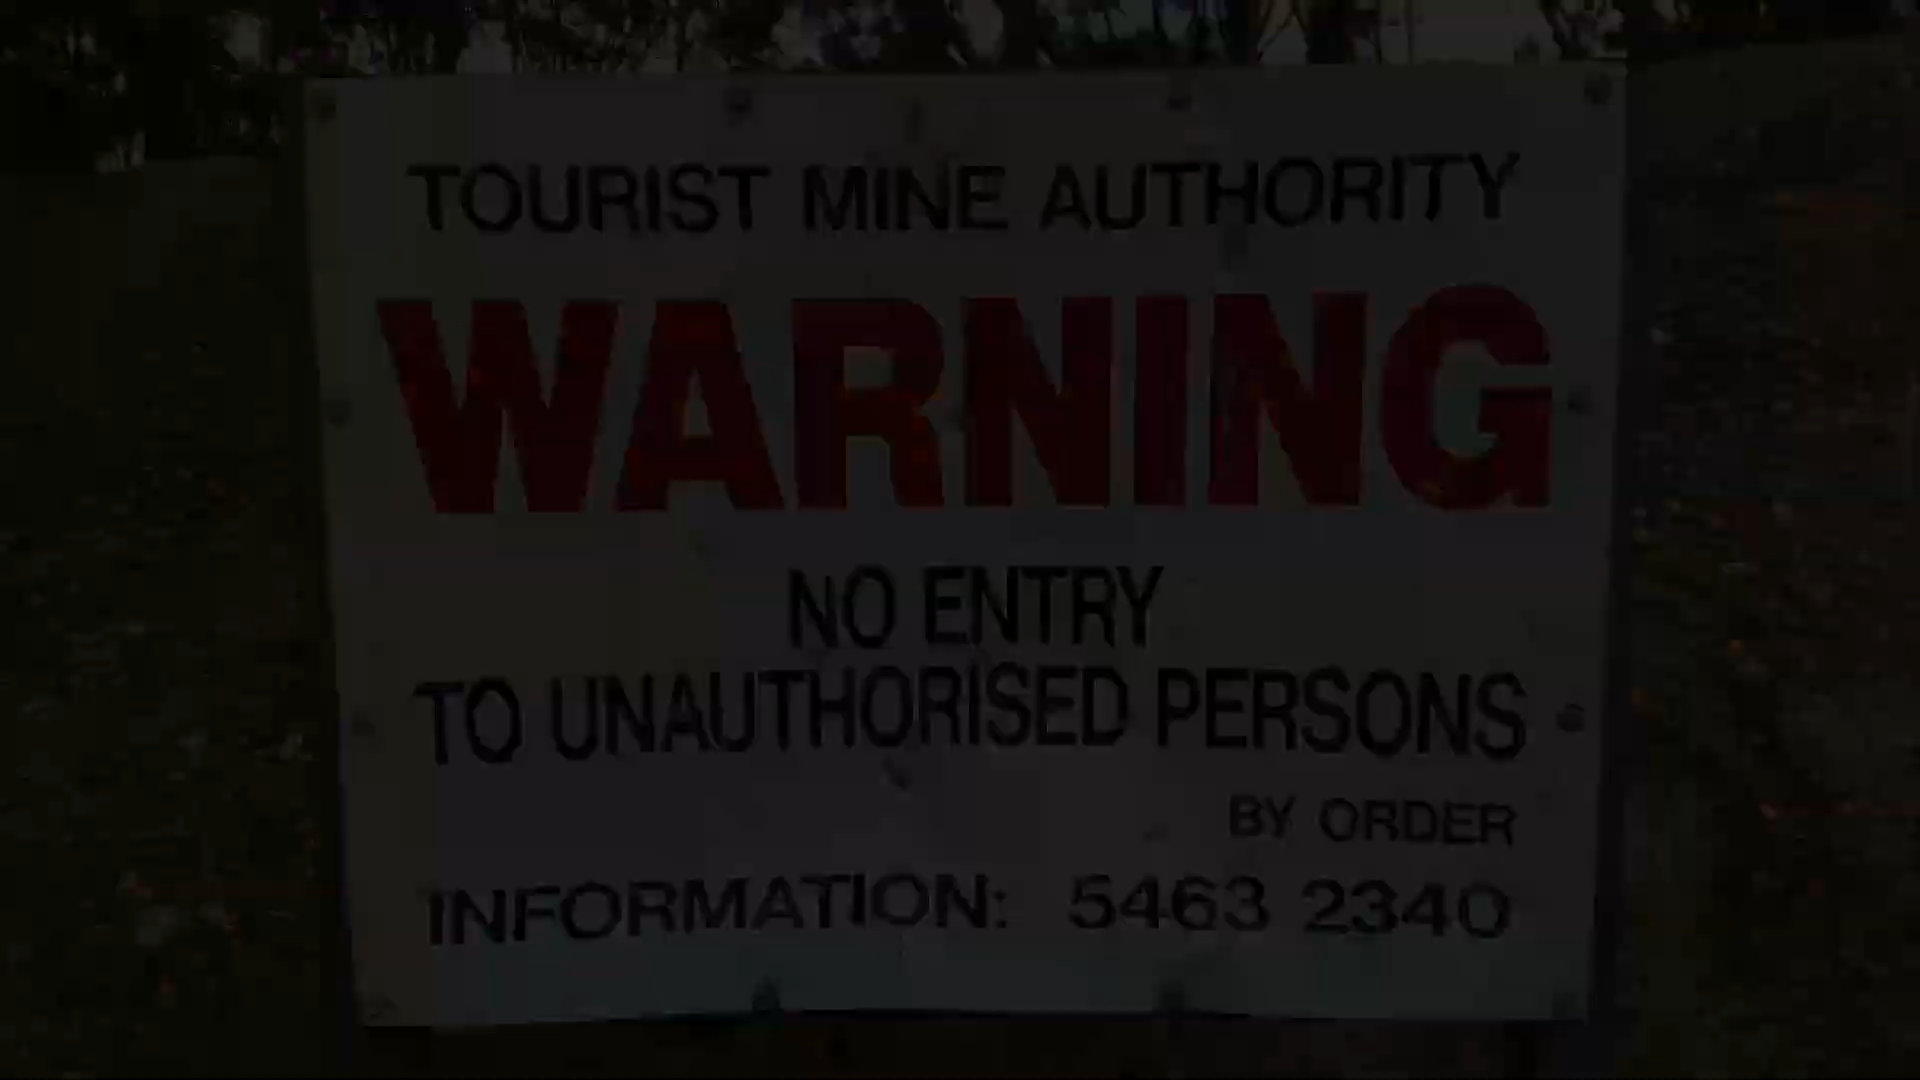 TOURIST MINE AUTHORITY
WARNING
NO ENTRY
TO UNAUTHORISED PERSONS
BY ORDER
INFORMATION: 5463 2340